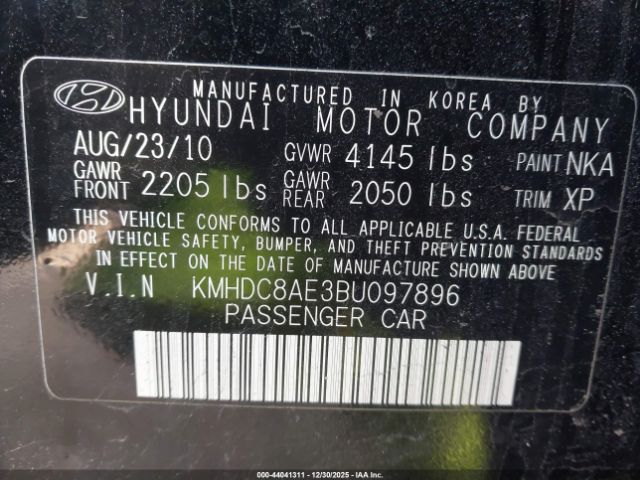 MANUFACTURED IN KOREA BY
HYUNDAI MOTOR COMPANY
AUG/23/10 GVWR 4145 lbs PAINT NKA
GAWR FRONT 2205 lbs GAWR REAR 2050 lbs TRIM XP
THIS VEHICLE CONFORMS TO ALL APPLICABLE U.S.A. FEDERAL
MOTOR VEHICLE SAFETY, BUMPER, AND THEFT PREVENTION STANDARDS
IN EFFECT ON THE DATE OF MANUFACTURE SHOWN ABOVE
V.I.N KMHDC8AE3BU097896
PASSENGER CAR
000-44041311 - 12/30/2025 - IAA Inc.